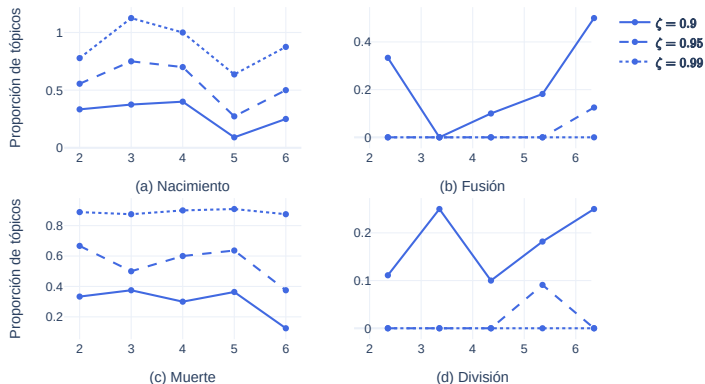 Proporción de tópicos
1
0.5
0
2 3 4 5 6
(a) Nacimiento
0.4
0.2
0
2 3 4 5 6
(b) Fusión
ζ = 0.9
ζ = 0.95
ζ = 0.99
Proporción de tópicos
0.8
0.6
0.4
0.2
2 3 4 5 6
(c) Muerte
0.2
0.1
0
2 3 4 5 6
(d) División